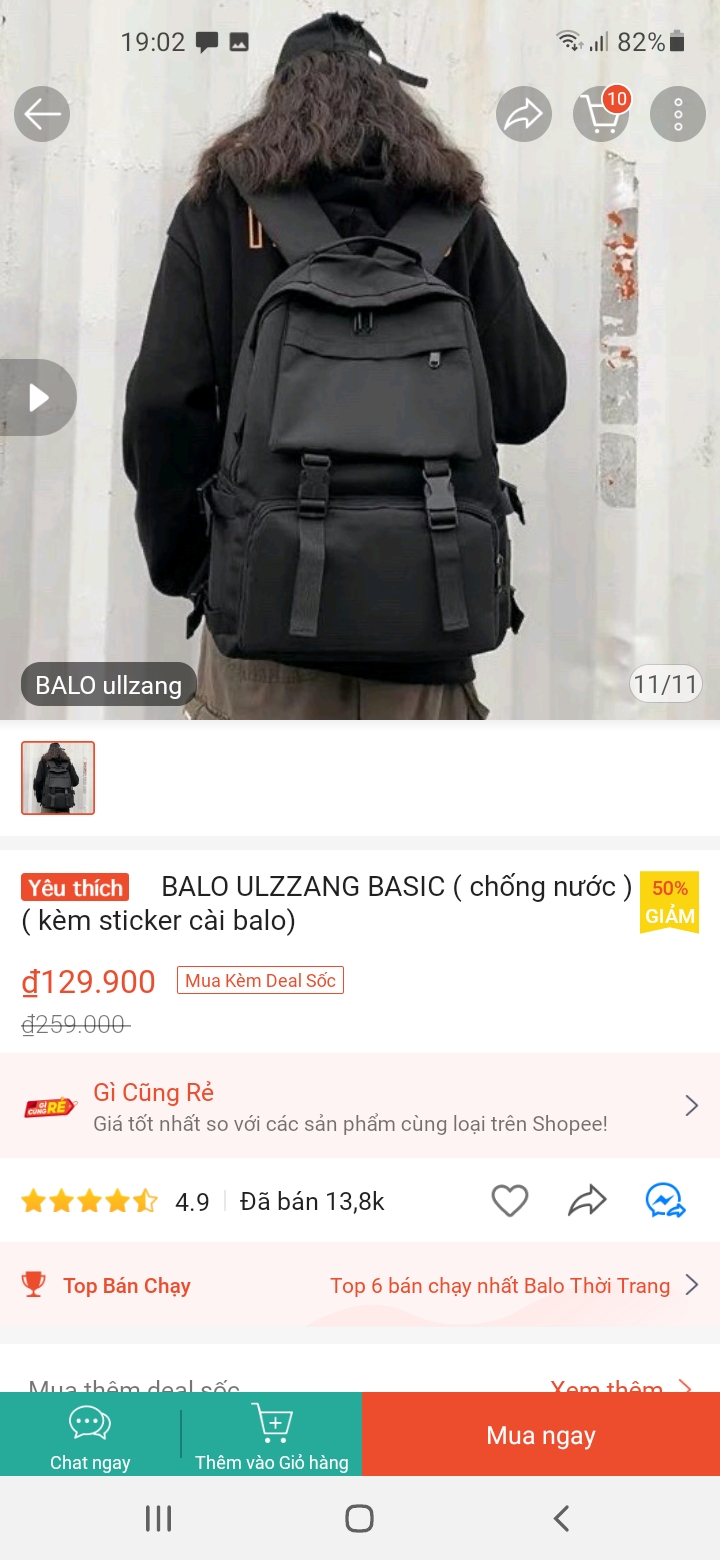 19:02
82%
10
BALO ullzang
11/11
Yêu thích BALO ULZZANG BASIC ( chống nước )
( kèm sticker cài balo)
50%
GIẢM
₫129.900 Mua Kèm Deal Sốc
₫259.000
GÌ CŨNG RẺ
Gì Cũng Rẻ
Giá tốt nhất so với các sản phẩm cùng loại trên Shopee!
4.9 Đã bán 13,8k
Top Bán Chạy Top 6 bán chạy nhất Balo Thời Trang
Mua thêm deal sốc Xem thêm
Chat ngay Thêm vào Giỏ hàng Mua ngay